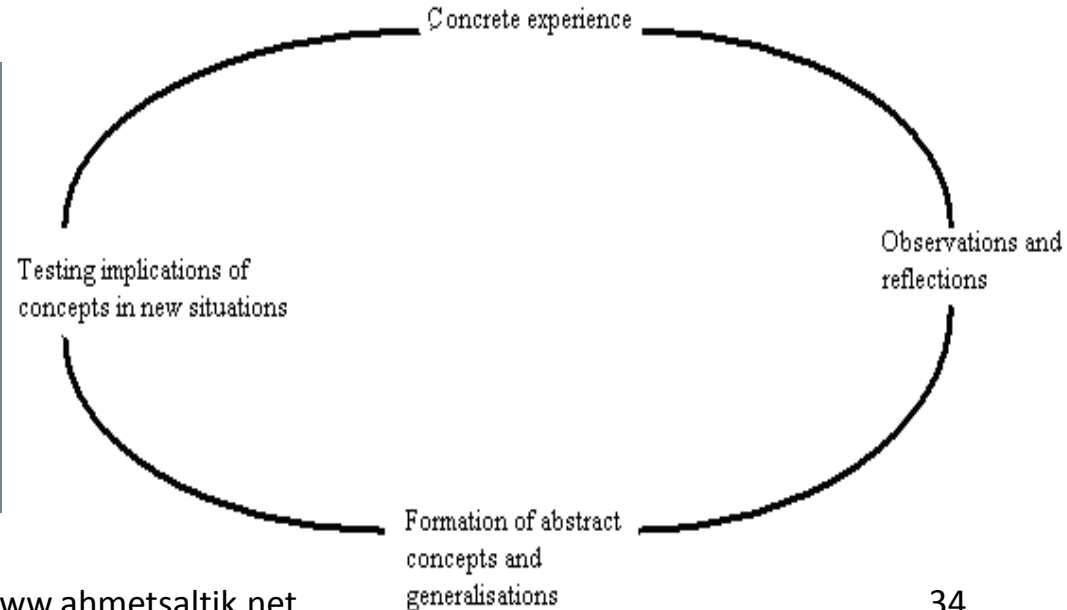 Concrete experience
Observations and
reflections
Testing implications of
concepts in new situations
Formation of abstract
concepts and
generalisations
ww.ahmetsaltik.net
34